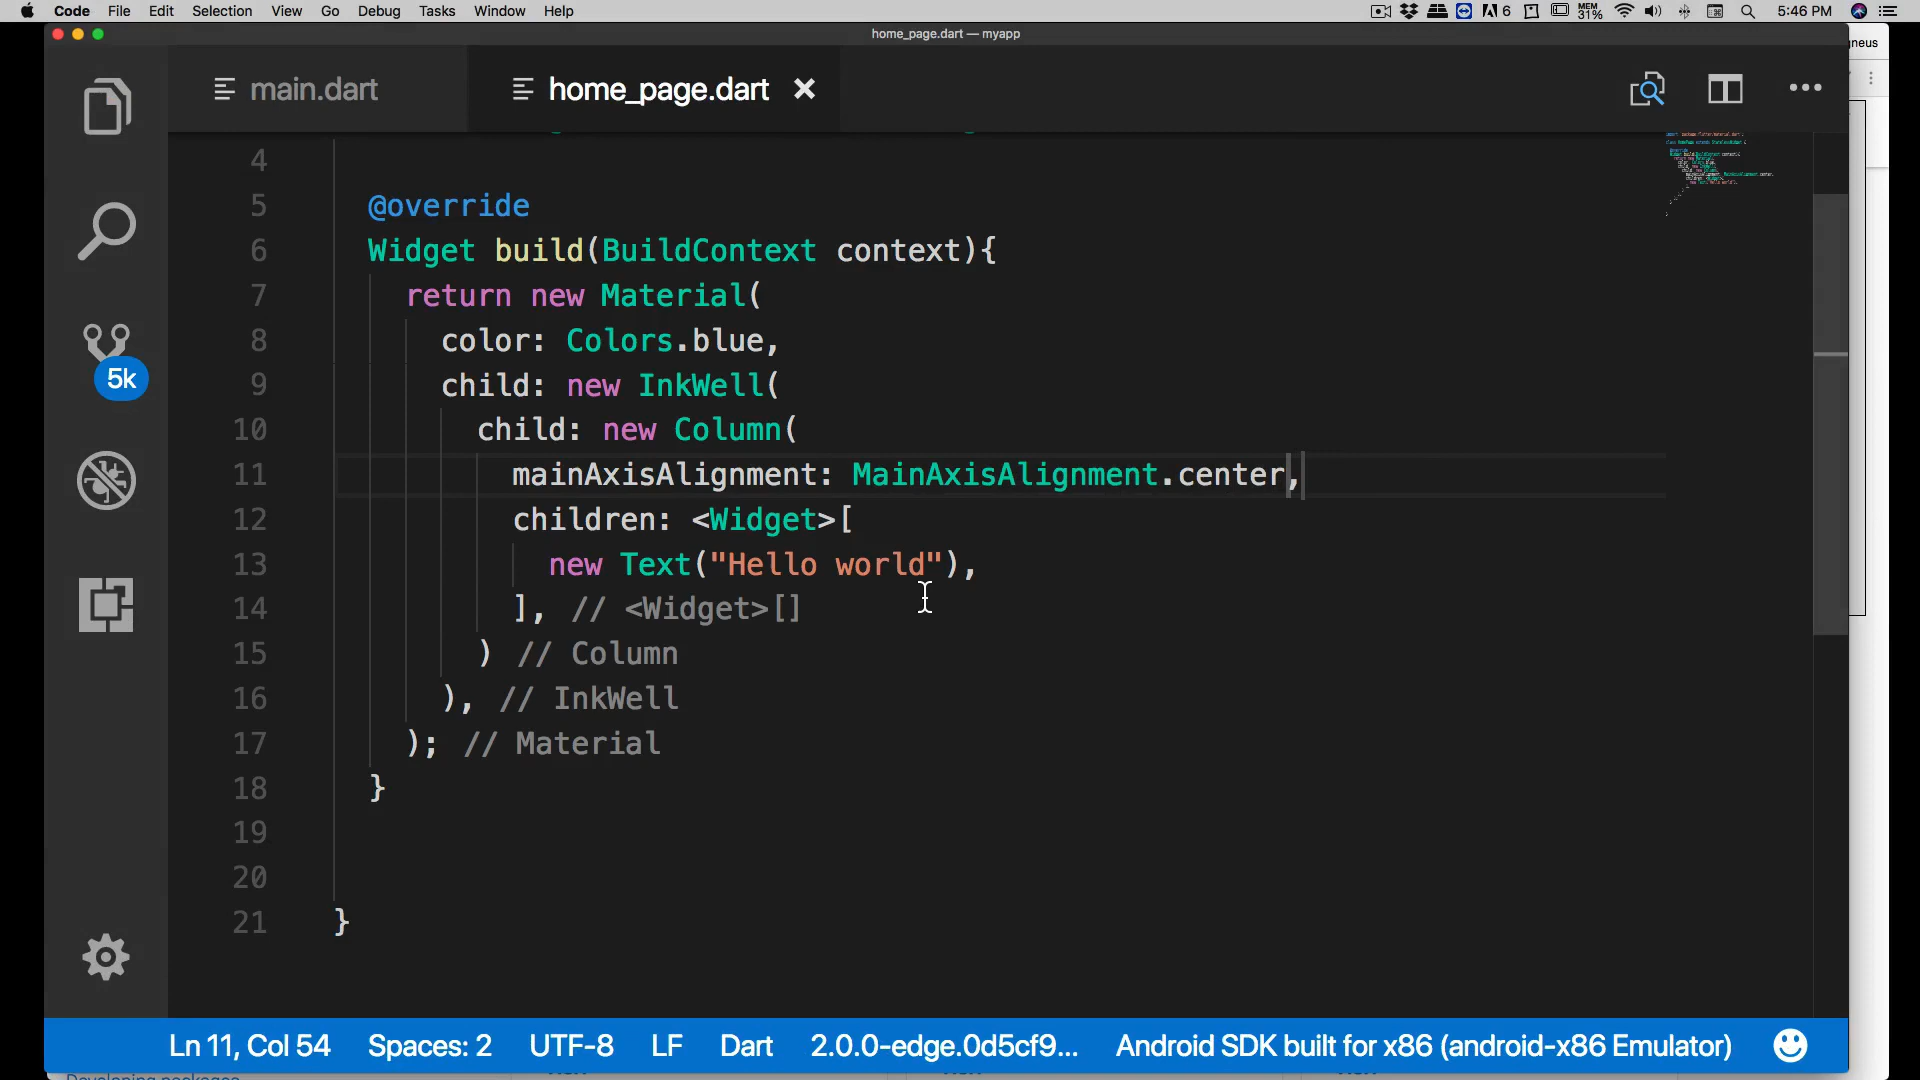 Code File Edit Selection View Go Debug Tasks Window Help 6 MEM 31% 5:46 PM
home_page.dart — myapp
gneus
main.dart home_page.dart
4
5 @override
6 Widget build(BuildContext context){
7 return new Material(
8 color: Colors.blue,
9 child: new InkWell(
10 child: new Column(
11 mainAxisAlignment: MainAxisAlignment.center,
12 children: <Widget>[
13 new Text("Hello world"),
14 ], // <Widget>[]
15 ) // Column
16 ), // InkWell
17 ); // Material
18 }
19
20
21 }
5k
Ln 11, Col 54 Spaces: 2 UTF-8 LF Dart 2.0.0-edge.0d5cf9... Android SDK built for x86 (android-x86 Emulator)